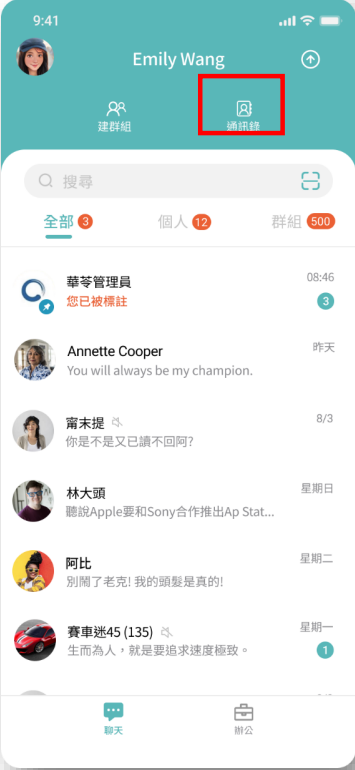 9:41
Emily Wang
建群組
通訊錄
搜尋
全部 3
個人 12
群組 500
華苓管理員
08:46
您已被標註
3
Annette Cooper
昨天
You will always be my champion.
甯末提
8/3
你是不是又已讀不回阿?
林大頭
星期日
聽說Apple要和Sony合作推出Ap Stat...
阿比
星期二
別鬧了老克! 我的頭髮是真的!
賽車迷45 (135)
星期一
生而為人，就是要追求速度極致。
1
聊天
辦公